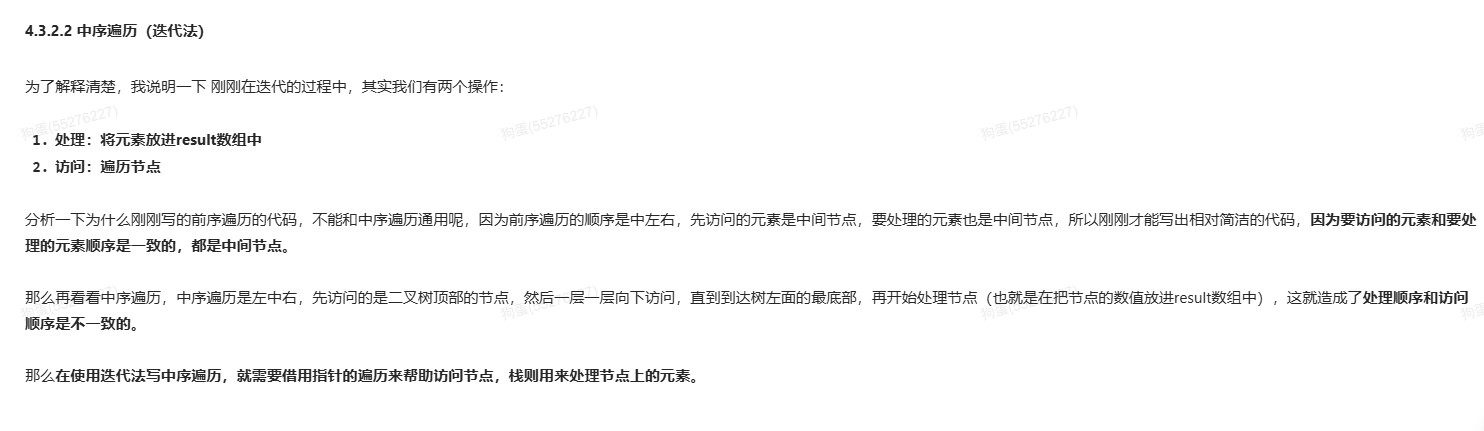 4.3.2.2 中序遍历（迭代法）
为了解释清楚，我说明一下 刚刚在迭代的过程中，其实我们有两个操作：
狗蛋(55276227) 狗蛋(55276227) 狗蛋(55276227) 狗蛋
1. 处理：将元素放进result数组中
2. 访问：遍历节点
分析一下为什么刚刚写的前序遍历的代码，不能和中序遍历通用呢，因为前序遍历的顺序是中左右，先访问的元素是中间节点，要处理的元素也是中间节点，所以刚刚才能写出相对简洁的代码，因为要访问的元素和要处
理的元素顺序是一致的，都是中间节点。
那么再看看中序遍历，中序遍历是左中右，先访问的是二叉树顶部的节点，然后一层一层向下访问，直到到达树左面的最底部，再开始处理节点（也就是在把节点的数值放进result数组中），这就造成了处理顺序和访问
狗蛋(55276227) 狗蛋(55276227) 狗蛋(55276227) 狗蛋
顺序是不一致的。
那么在使用迭代法写中序遍历，就需要借用指针的遍历来帮助访问节点，栈则用来处理节点上的元素。